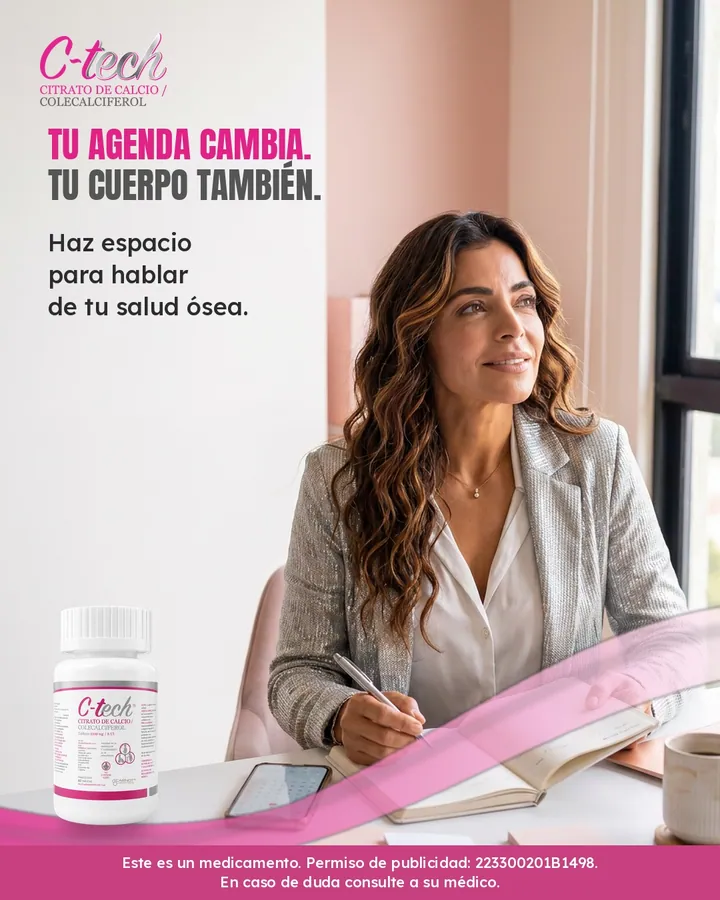 C-tech
CITRATO DE CALCIO /
COLECALCIFEROL
TU AGENDA CAMBIA.
TU CUERPO TAMBIÉN.
Haz espacio
para hablar
de tu salud ósea.
C-tech
CITRATO DE CALCIO/
COLECALCIFEROL
Este es un medicamento. Permiso de publicidad: 223300201B1498.
En caso de duda consulte a su médico.